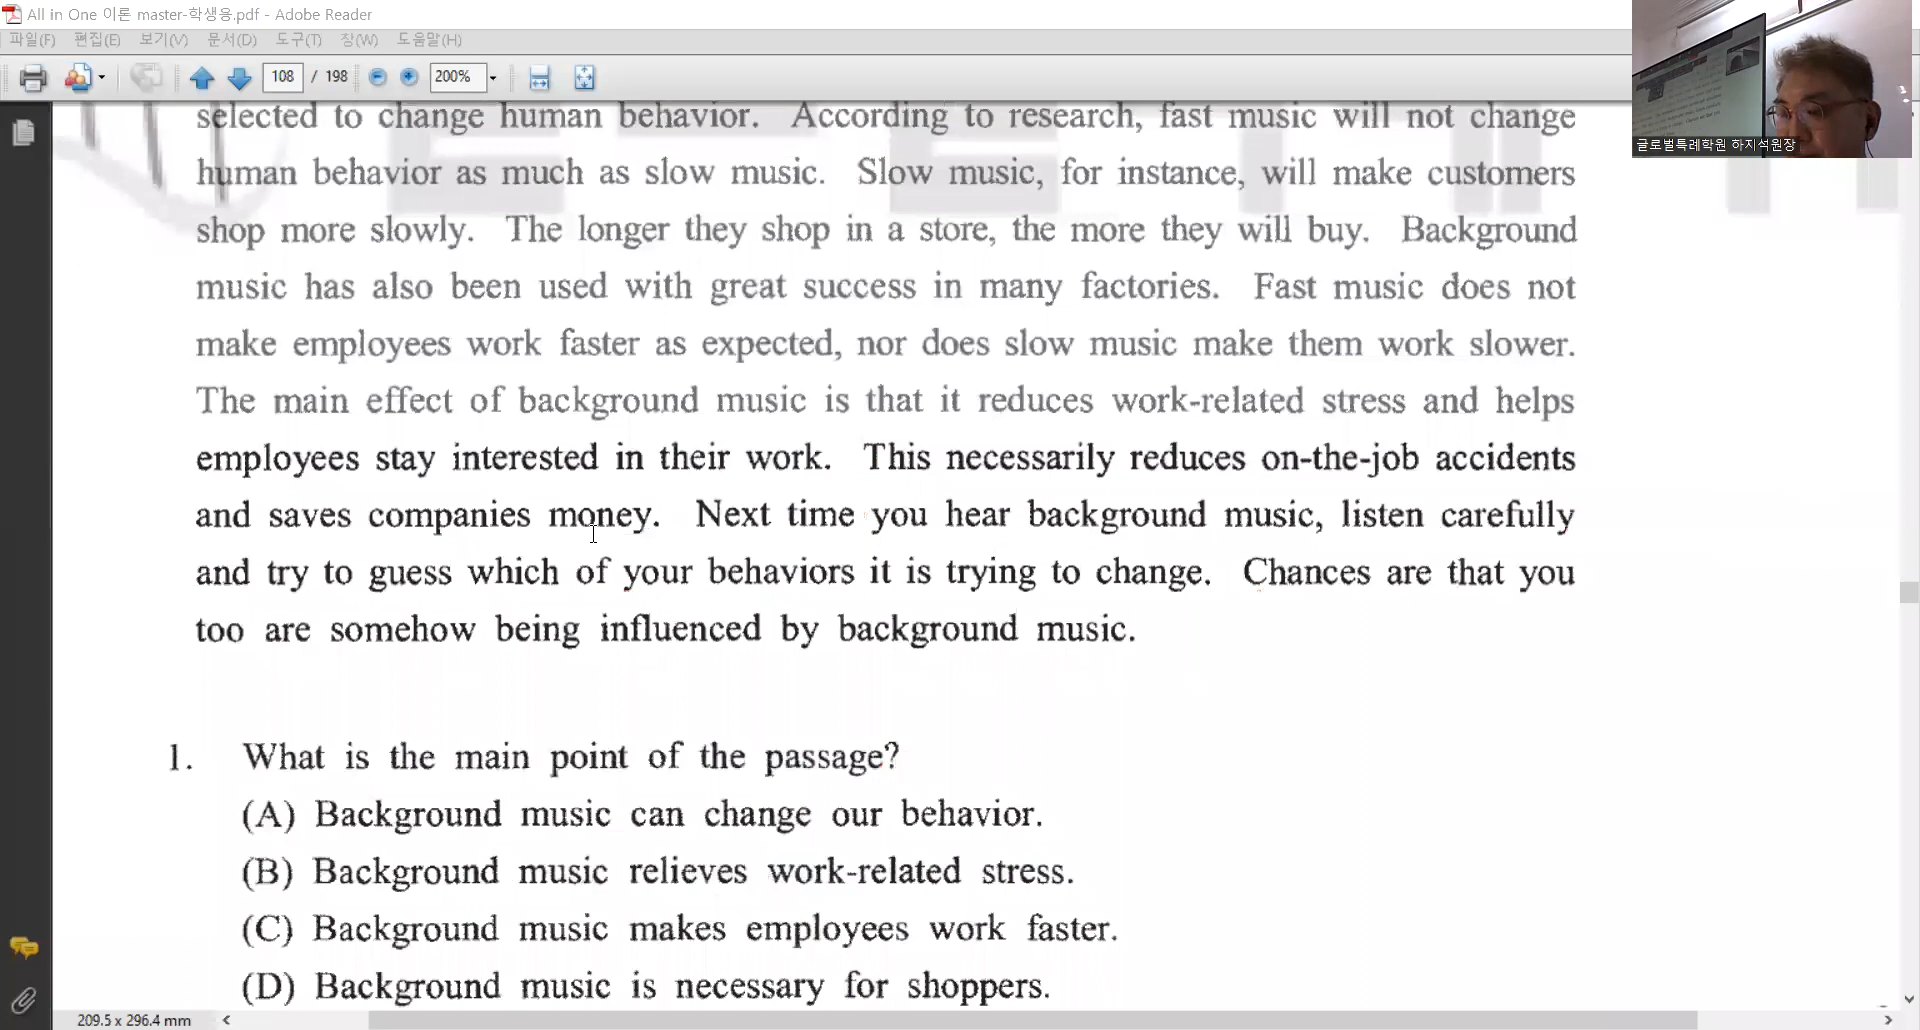 All in One 이론 master-학생용.pdf - Adobe Reader
파일(F) 편집(E) 보기(V) 문서(D) 도구(T) 창(W) 도움말(H)
108 / 198 200%
글로벌특례학원 하지석원장
selected to change human behavior. According to research, fast music will not change
human behavior as much as slow music. Slow music, for instance, will make customers
shop more slowly. The longer they shop in a store, the more they will buy. Background
music has also been used with great success in many factories. Fast music does not
make employees work faster as expected, nor does slow music make them work slower.
The main effect of background music is that it reduces work-related stress and helps
employees stay interested in their work. This necessarily reduces on-the-job accidents
and saves companies money. Next time you hear background music, listen carefully
and try to guess which of your behaviors it is trying to change. Chances are that you
too are somehow being influenced by background music.
1. What is the main point of the passage?
(A) Background music can change our behavior.
(B) Background music relieves work-related stress.
(C) Background music makes employees work faster.
(D) Background music is necessary for shoppers.
209.5 x 296.4 mm